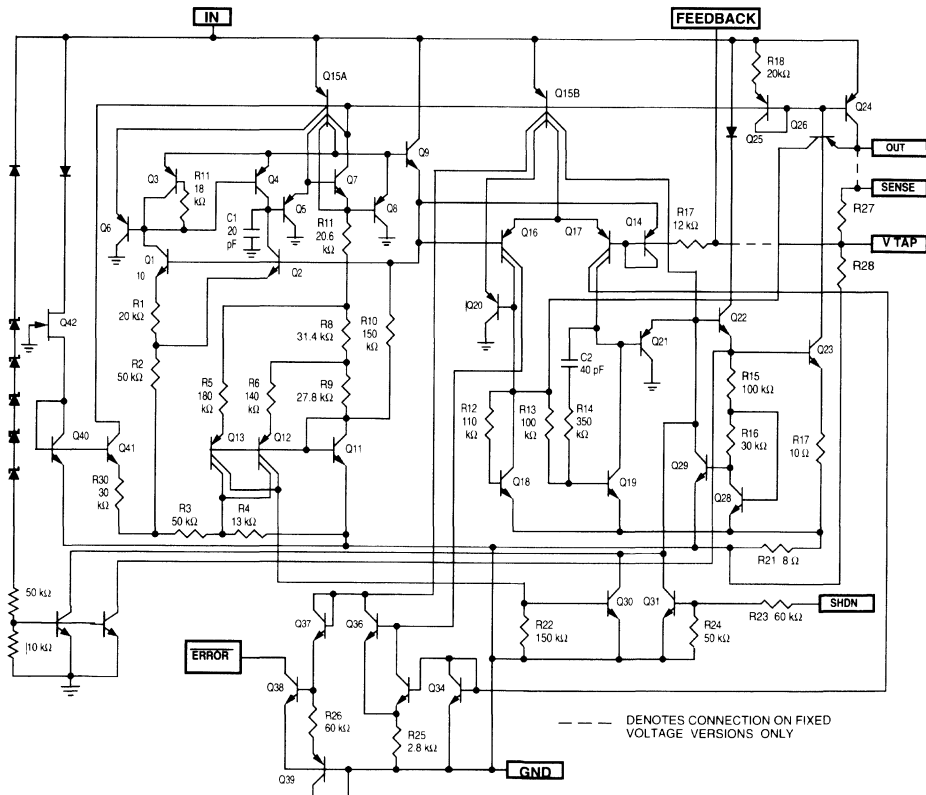 IN
FEEDBACK
Q15A
Q15B
R18
20kΩ
Q24
Q25
Q26
OUT
SENSE
R27
V TAP
R28
Q9
Q3
R11
18
kΩ
Q4
Q7
Q5
Q8
Q6
C1
20
pF
R11
20.6
kΩ
Q1
10
Q2
Q16
Q17
Q14
R17
12 kΩ
Q20
Q42
R1
20 kΩ
R2
50 kΩ
R8
31.4 kΩ
R10
150
kΩ
R5
180
kΩ
R6
140
kΩ
R9
27.8 kΩ
C2
40 pF
Q21
Q22
Q23
R15
100 kΩ
R12
110
kΩ
R13
100
kΩ
R14
350
kΩ
R16
30 kΩ
R17
10 Ω
Q40
Q41
Q13
Q12
Q11
Q18
Q19
Q29
Q28
R30
30
kΩ
R3
50 kΩ
R4
13 kΩ
R21 8 Ω
50 kΩ
10 kΩ
Q37
Q36
R22
150 kΩ
Q30
Q31
R24
50 kΩ
R23 60 kΩ
SHDN
ERROR
Q38
Q34
R26
60 kΩ
R25
2.8 kΩ
Q39
GND
DENOTES CONNECTION ON FIXED
VOLTAGE VERSIONS ONLY